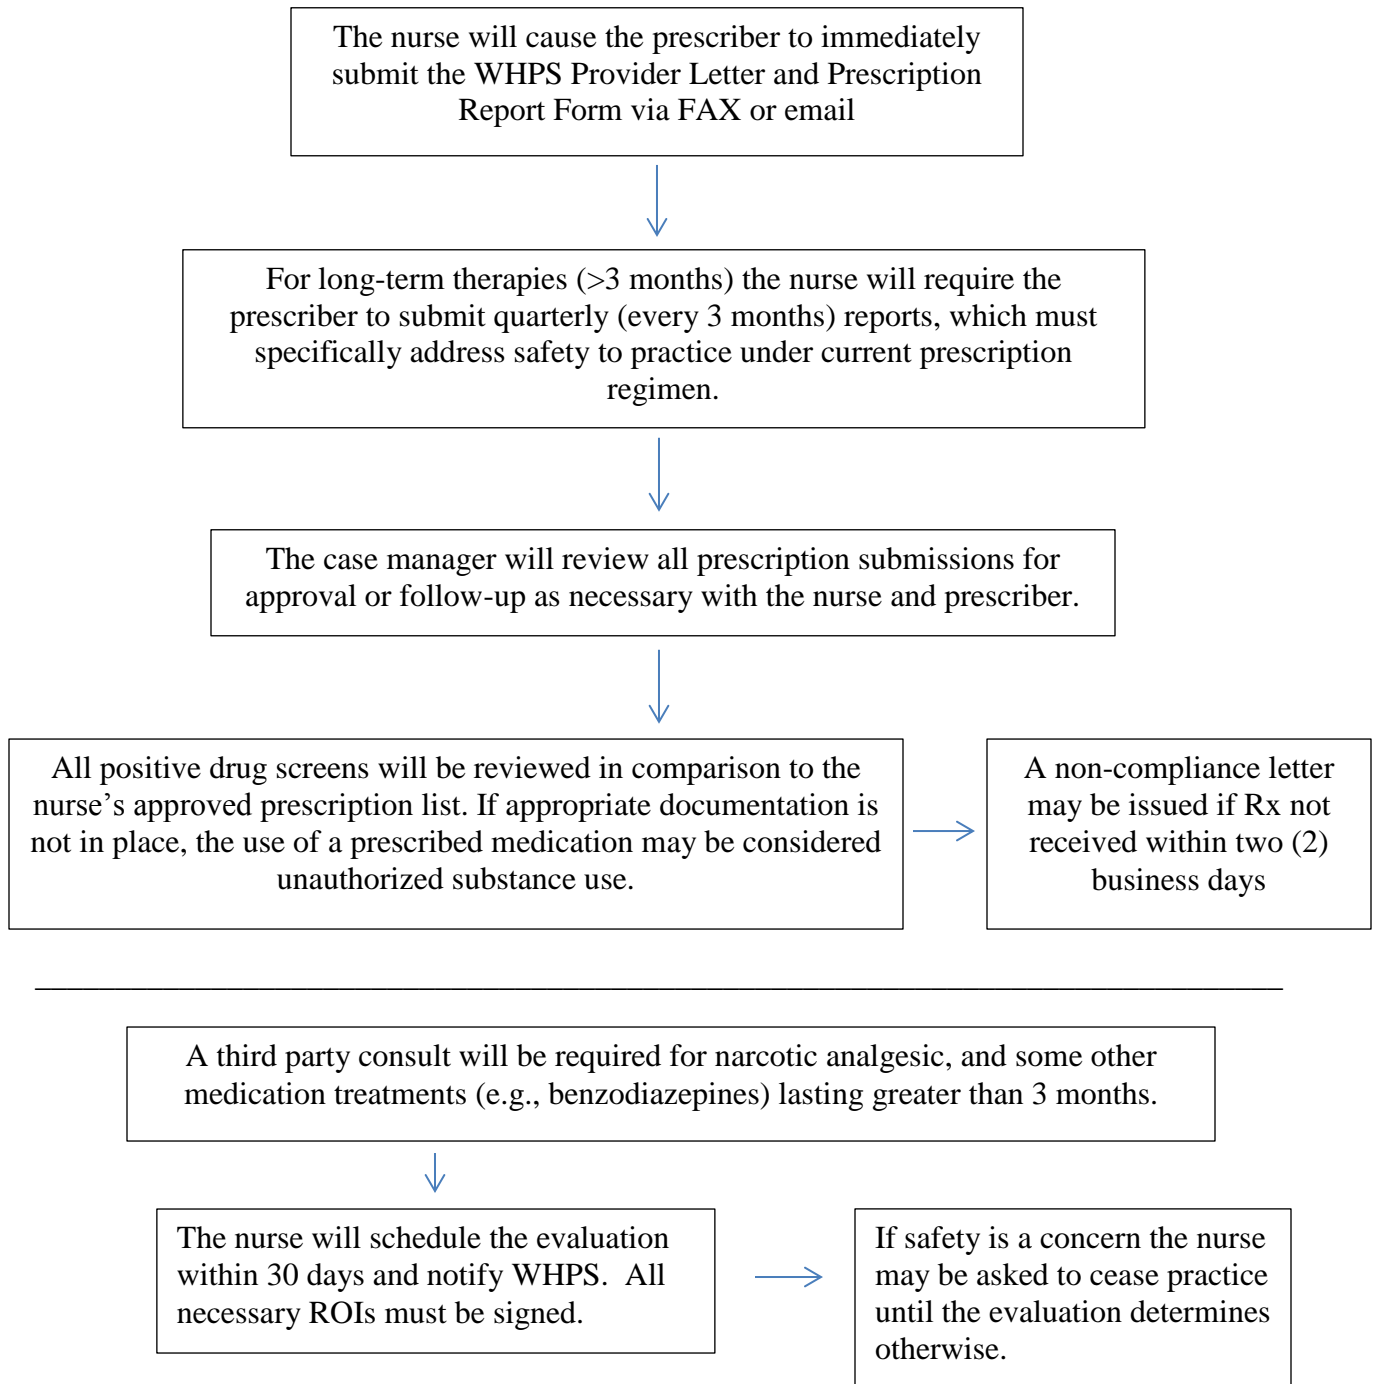 The nurse will cause the prescriber to immediately
submit the WHPS Provider Letter and Prescription
Report Form via FAX or email
For long-term therapies (>3 months) the nurse will require the
prescriber to submit quarterly (every 3 months) reports, which must
specifically address safety to practice under current prescription
regimen.
The case manager will review all prescription submissions for
approval or follow-up as necessary with the nurse and prescriber.
All positive drug screens will be reviewed in comparison to the
nurse’s approved prescription list. If appropriate documentation is
not in place, the use of a prescribed medication may be considered
unauthorized substance use.
A non-compliance letter
may be issued if Rx not
received within two (2)
business days
A third party consult will be required for narcotic analgesic, and some other
medication treatments (e.g., benzodiazepines) lasting greater than 3 months.
The nurse will schedule the evaluation
within 30 days and notify WHPS.  All
necessary ROIs must be signed.
If safety is a concern the nurse
may be asked to cease practice
until the evaluation determines
otherwise.